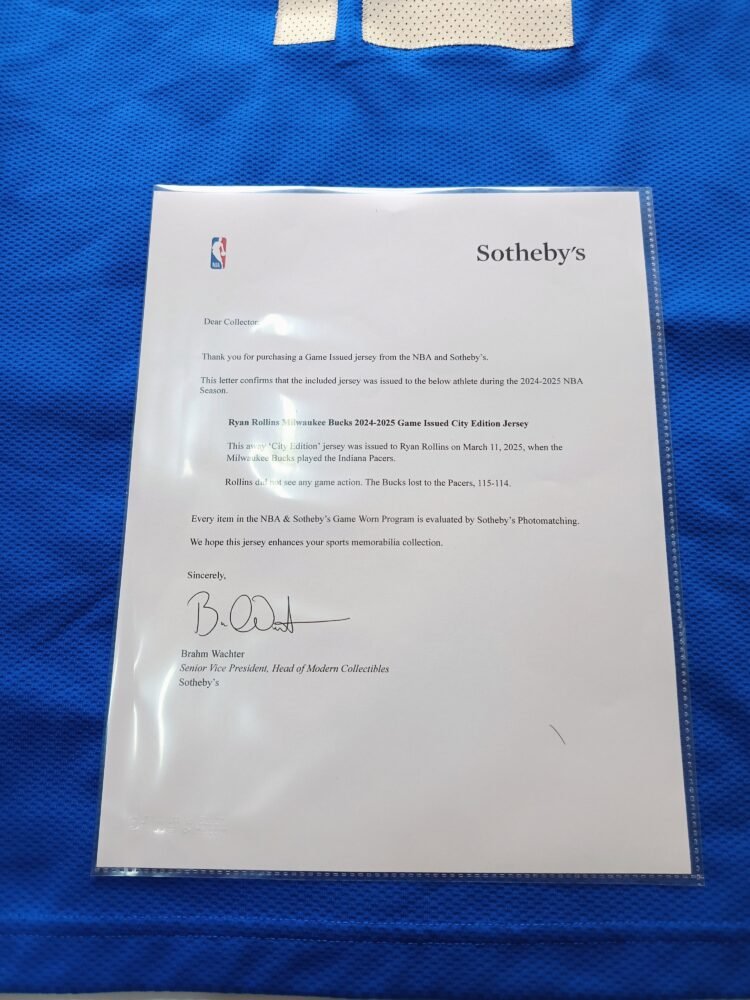 NBA
Sotheby's
Dear Collector
Thank you for purchasing a Game Issued jersey from the NBA and Sotheby's.
This letter confirms that the included jersey was issued to the below athlete during the 2024-2025 NBA
Season.
Ryan Rollins Milwaukee Bucks 2024-2025 Game Issued City Edition Jersey
This away 'City Edition' jersey was issued to Ryan Rollins on March 11, 2025, when the
Milwaukee Bucks played the Indiana Pacers.
Rollins did not see any game action. The Bucks lost to the Pacers, 115-114.
Every item in the NBA & Sotheby's Game Worn Program is evaluated by Sotheby's Photomatching.
We hope this jersey enhances your sports memorabilia collection.
Sincerely,
Brahm Wachter
Senior Vice President, Head of Modern Collectibles
Sotheby's